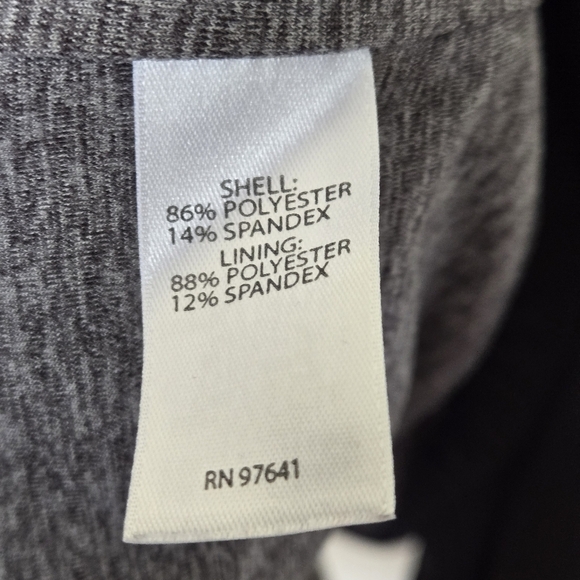 SHELL:
86% POLYESTER
14% SPANDEX
LINING:
88% POLYESTER
12% SPANDEX
RN 97641